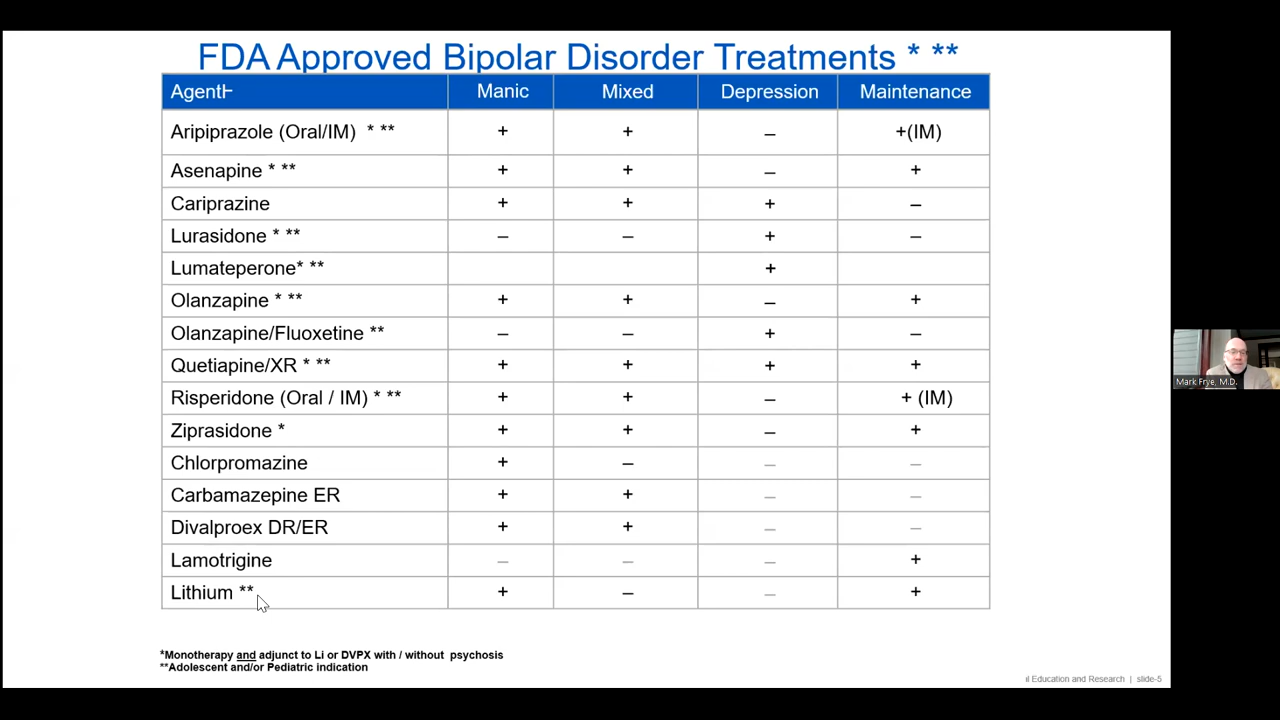 FDA Approved Bipolar Disorder Treatments * **
Agent⊢ Manic Mixed Depression Maintenance
Aripiprazole (Oral/IM) * ** + + – +(IM)
Asenapine * ** + + – +
Cariprazine + + + –
Lurasidone * ** – – + –
Lumateperone* ** +
Olanzapine * ** + + – +
Olanzapine/Fluoxetine ** – – + –
Quetiapine/XR * ** + + + +
Risperidone (Oral / IM) * ** + + – + (IM)
Ziprasidone * + + – +
Chlorpromazine + – – –
Carbamazepine ER + + – –
Divalproex DR/ER + + – –
Lamotrigine – – – +
Lithium ** + – – +
*Monotherapy and adjunct to Li or DVPX with / without psychosis
**Adolescent and/or Pediatric indication
l Education and Research | slide-5
Mark Frye, M.D.